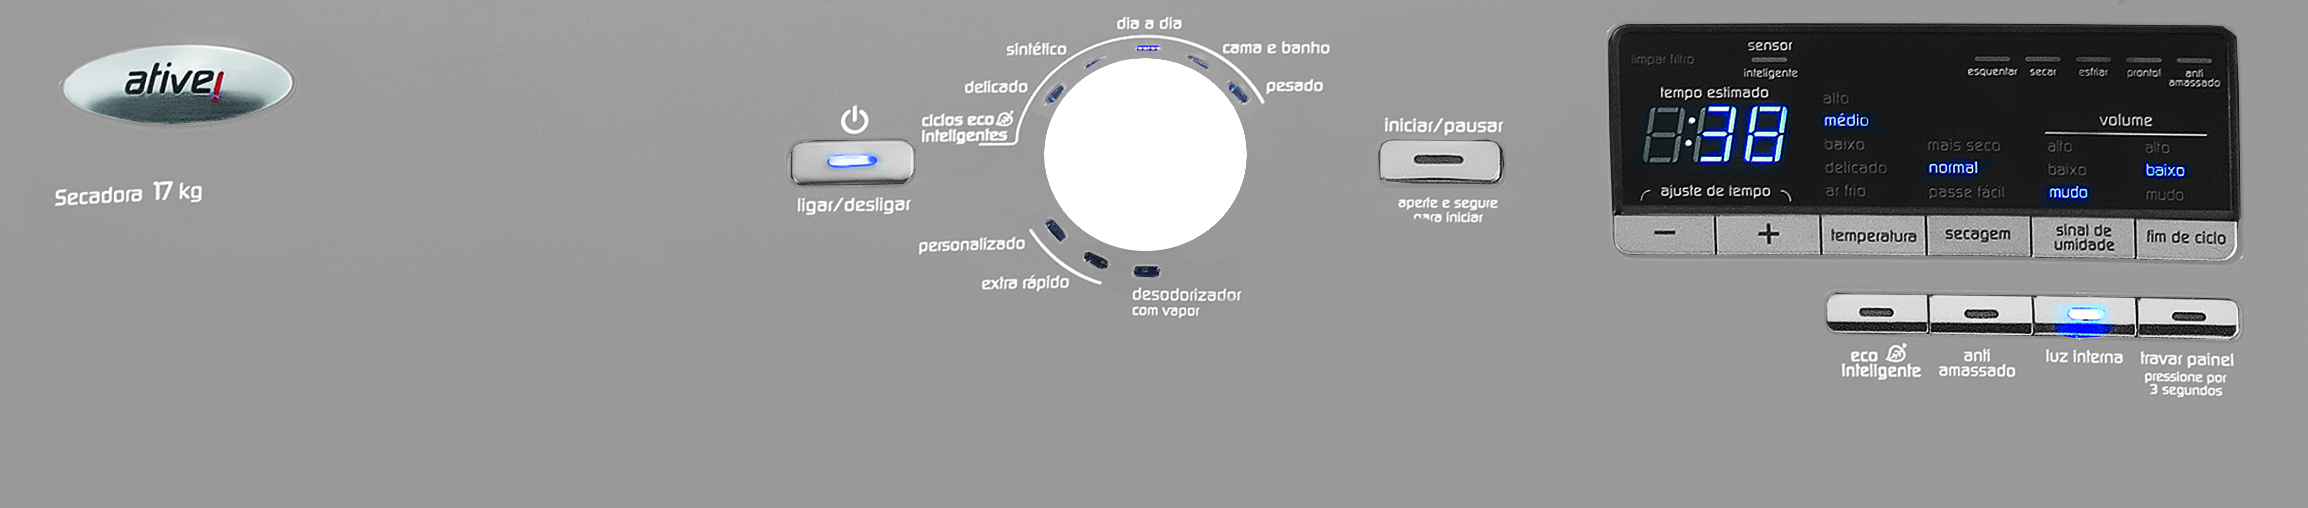 ative!
Secadora 17 kg
ligar/desligar
dia a dia
sintético
cama e banho
delicado
pesado
ciclos eco
inteligentes
personalizado
extra rápido
desodorizador
com vapor
iniciar/pausar
aperte e segure
para iniciar
limpar filtro
sensor
inteligente
esquentar
secar
esfriar
pronto!
anti
amassado
tempo estimado
8:38
ajuste de tempo
alto
médio
baixo
delicado
ar frio
mais seco
normal
passe fácil
volume
alto
baixo
mudo
alto
baixo
mudo
−
+
temperatura
secagem
sinal de
umidade
fim de ciclo
eco
inteligente
anti
amassado
luz interna
travar painel
pressione por
3 segundos